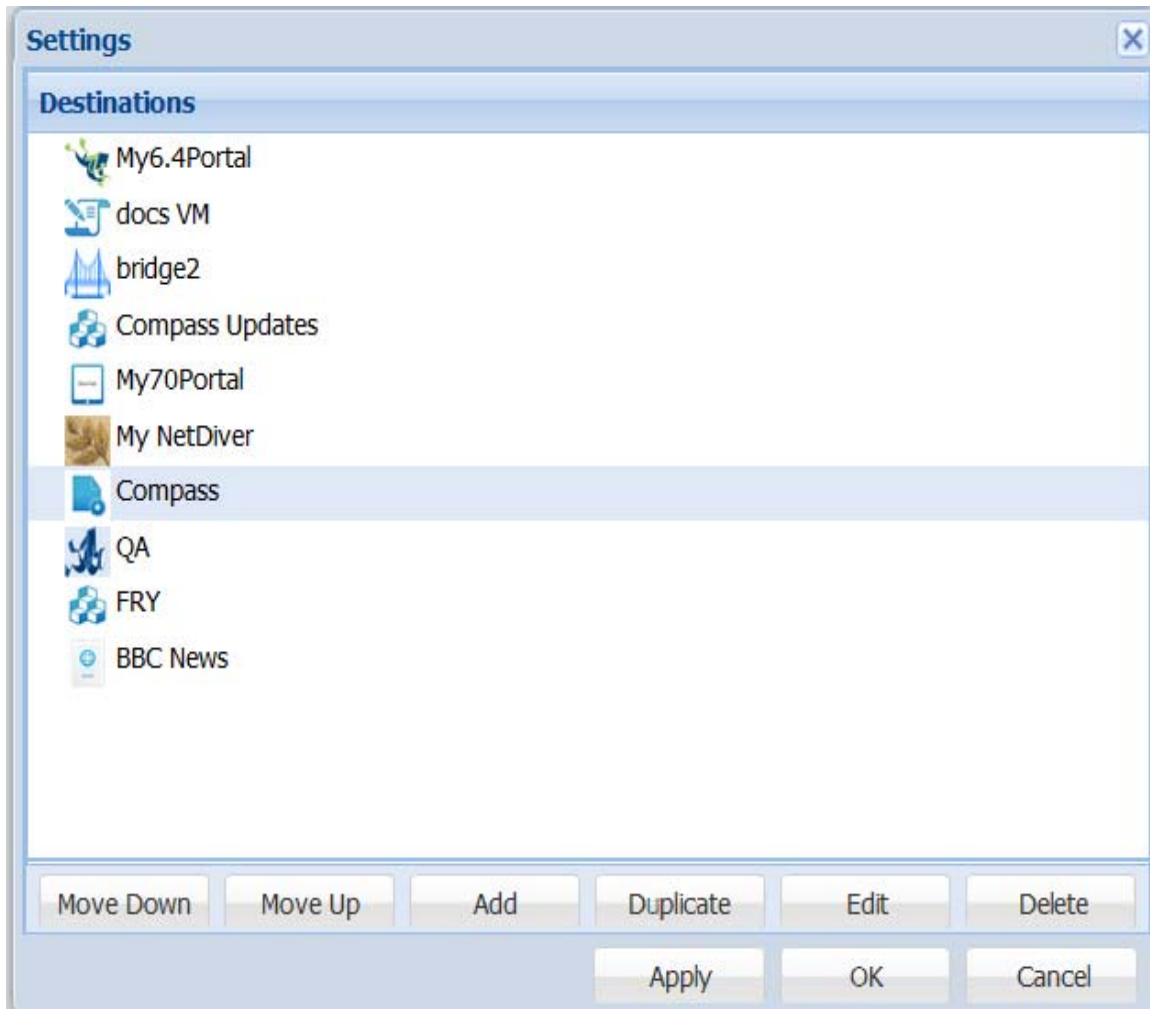 Settings
Destinations
My6.4Portal
docs VM
bridge2
Compass Updates
My70Portal
My NetDiver
Compass
QA
FRY
BBC News
Move Down Move Up Add Duplicate Edit Delete
Apply OK Cancel